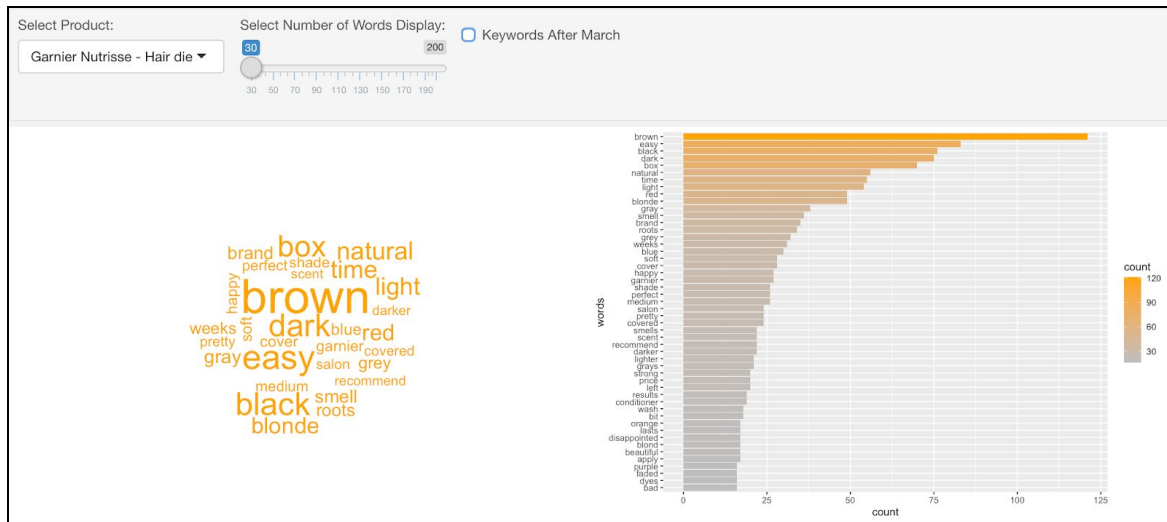 Select Product:
Garnier Nutrisse - Hair die
Select Number of Words Display:
30
200
30 50 70 90 110 130 150 170 190
Keywords After March
brand box natural
perfect shade time
scent
happy brown light
darker
weeks soft dark blue red
pretty cover garnier covered
gray easy salon grey
recommend
medium
black smell
roots
blonde
words
brown
easy
black
dark
box
natural
time
light
red
blonde
gray
smell
brand
roots
grey
weeks
blue
soft
cover
happy
garnier
shade
perfect
medium
salon
pretty
covered
smells
scent
recommend
darker
lighter
grays
strong
price
left
results
conditioner
wash
bit
orange
lasts
disappointed
blond
beautiful
apply
purple
faded
dyes
bad
0 25 50 75 100 125
count
count
120
90
60
30